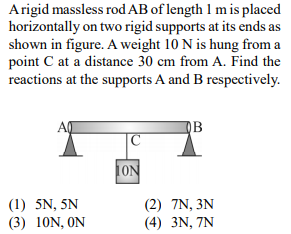 A rigid massless rod AB of length 1 m is placed
horizontally on two rigid supports at its ends as
shown in figure. A weight 10 N is hung from a
point C at a distance 30 cm from A. Find the
reactions at the supports A and B respectively.
A B
C
10N
(1) 5N, 5N (2) 7N, 3N
(3) 10N, 0N (4) 3N, 7N